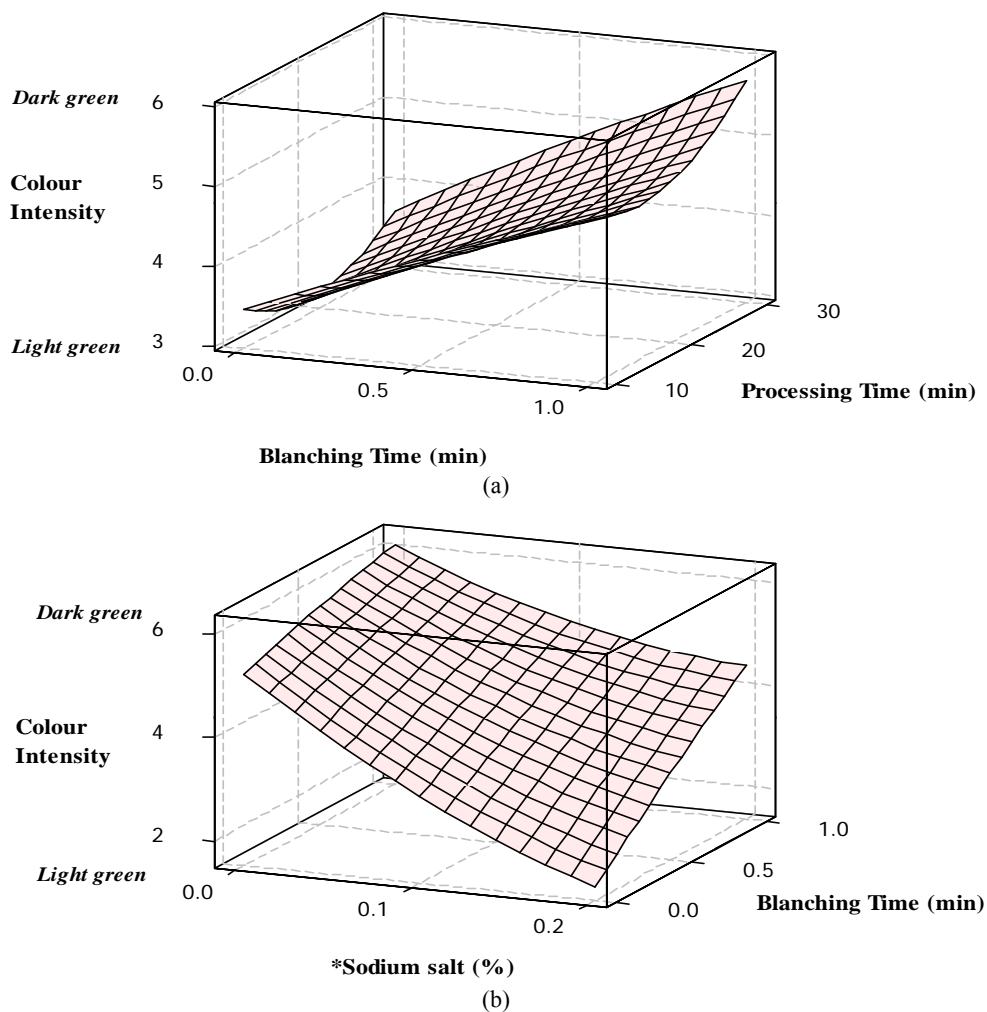 Dark green 6
5
Colour
Intensity
4
Light green 3
0.0
0.5
1.0
10
20
30
Processing Time (min)
Blanching Time (min)
(a)
Dark green 6
Colour
Intensity
4
2
Light green
0.0
0.1
0.2
0.0
0.5
1.0
Blanching Time (min)
*Sodium salt (%)
(b)